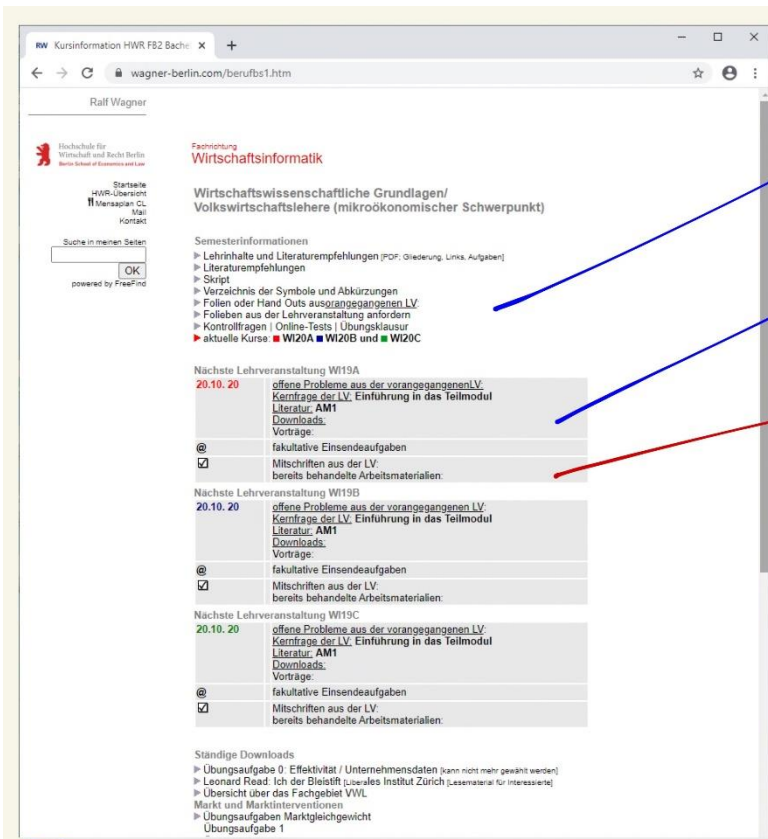 RW Kursinformation HWR FB2 Bache
wagner-berlin.com/berufbs1.htm
Ralf Wagner
Hochschule für
Wirtschaft und Recht Berlin
Berlin School of Economics and Law
Startseite
HWR-Übersicht
Mensaplan CL
Mail
Kontakt
Suche in meinen Seiten
OK
powered by FreeFind
Fachrichtung
Wirtschaftsinformatik
Wirtschaftswissenschaftliche Grundlagen/
Volkswirtschaftslehere (mikroökonomischer Schwerpunkt)
Semesterinformationen
Lehrinhalte und Literaturempfehlungen [PDF; Gliederung, Links, Aufgaben]
Literaturempfehlungen
Skript
Verzeichnis der Symbole und Abkürzungen
Folien oder Hand Outs ausorangegangenen LV:
Folieben aus der Lehrveranstaltung anfordern
Kontrollfragen | Online-Tests | Übungsklausur
aktuelle Kurse: WI20A WI20B und WI20C
Nächste Lehrveranstaltung WI19A
20.10. 20 offene Probleme aus der vorangegangenenLV:
Kernfrage der LV: Einführung in das Teilmodul
Literatur: AM1
Downloads:
Vorträge:
@ fakultative Einsendeaufgaben
Mitschriften aus der LV:
bereits behandelte Arbeitsmaterialien:
Nächste Lehrveranstaltung WI19B
20.10. 20 offene Probleme aus der vorangegangenen LV:
Kernfrage der LV: Einführung in das Teilmodul
Literatur: AM1
Downloads:
Vorträge:
@ fakultative Einsendeaufgaben
Mitschriften aus der LV:
bereits behandelte Arbeitsmaterialien:
Nächste Lehrveranstaltung WI19C
20.10. 20 offene Probleme aus der vorangegangenen LV:
Kernfrage der LV: Einführung in das Teilmodul
Literatur: AM1
Downloads:
Vorträge:
@ fakultative Einsendeaufgaben
Mitschriften aus der LV:
bereits behandelte Arbeitsmaterialien:
Ständige Downloads
Übungsaufgabe 0: Effektivität / Unternehmensdaten [kann nicht mehr gewählt werden]
Leonard Read: Ich der Bleistift [Liberales Institut Zürich [Lesematerial für Interessierte]
Übersicht über das Fachgebiet VWL
Markt und Marktinterventionen
Übungsaufgaben Marktgleichgewicht
Übungsaufgabe 1